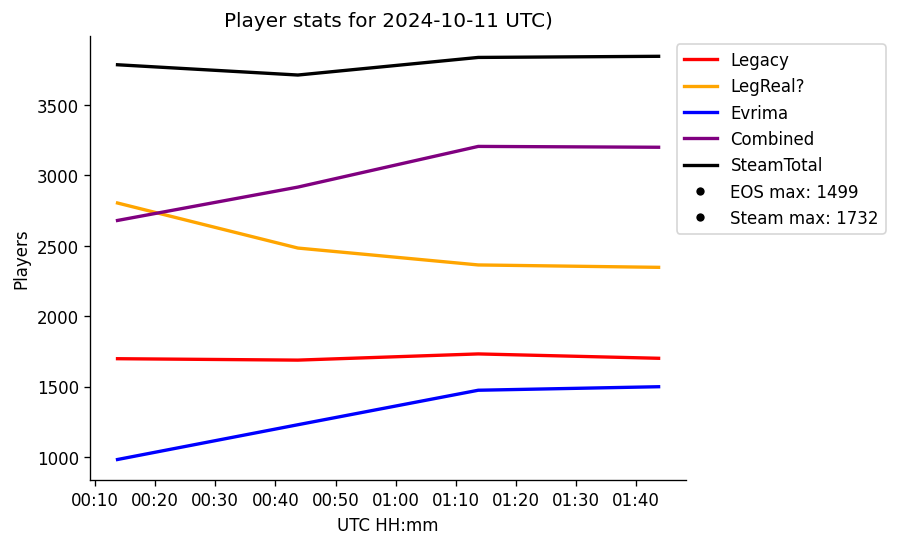 Player stats for 2024-10-11 UTC)
Legacy
LegReal?
Evrima
Combined
SteamTotal
EOS max: 1499
Steam max: 1732
Players
3500
3000
2500
2000
1500
1000
00:10 00:20 00:30 00:40 00:50 01:00 01:10 01:20 01:30 01:40
UTC HH:mm